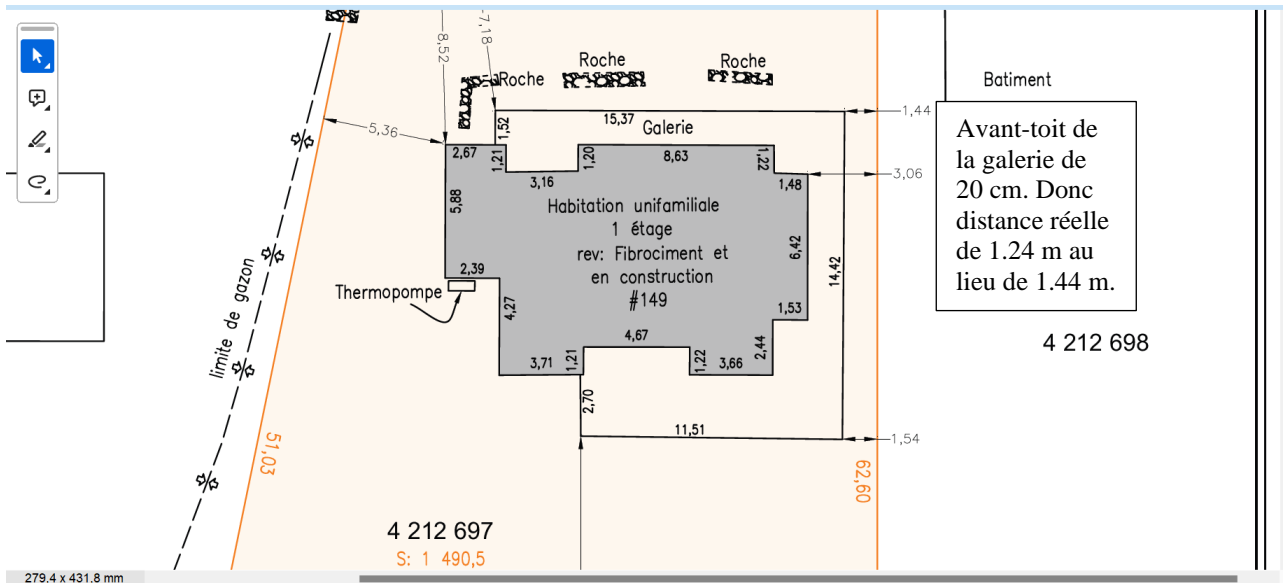 8,52
7,18
Roche
Roche
Roche
Batiment
5,36
1,52
15,37
Galerie
1,44
2,67
1,21
3,16
1,20
8,63
1,22
1,48
3,06
Avant-toit de
la galerie de
20 cm. Donc
distance réelle
de 1.24 m au
lieu de 1.44 m.
5,88
Habitation unifamiliale
1 étage
rev: Fibrociment et
en construction
#149
6,42
14,42
2,39
Thermopompe
4,27
1,53
limite de gazon
4,67
3,71
1,21
1,22
3,66
2,44
4 212 698
2,70
11,51
1,54
51,03
62,60
4 212 697
S: 1 490,5
279.4 x 431.8 mm